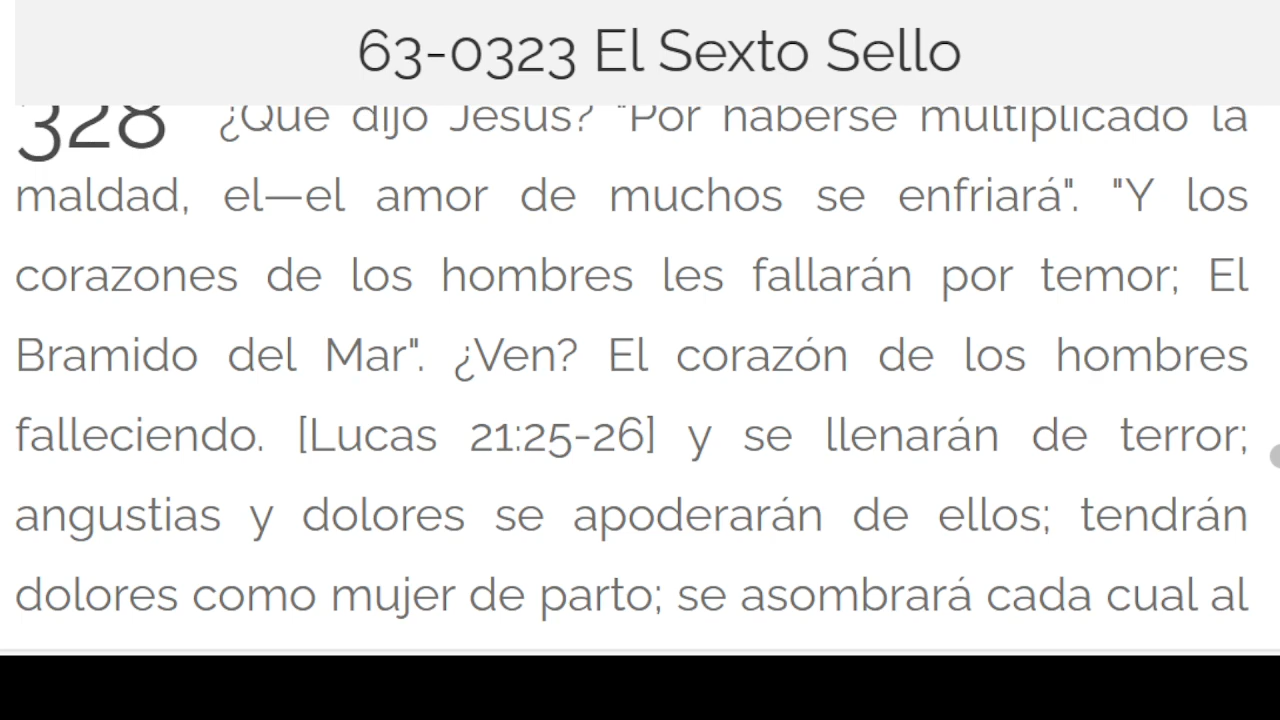 63-0323 El Sexto Sello
328 ¿Qué dijo Jesús? "Por haberse multiplicado la
maldad, el—el amor de muchos se enfriará". "Y los
corazones de los hombres les fallarán por temor; El
Bramido del Mar". ¿Ven? El corazón de los hombres
falleciendo. [Lucas 21:25-26] y se llenarán de terror;
angustias y dolores se apoderarán de ellos; tendrán
dolores como mujer de parto; se asombrará cada cual al